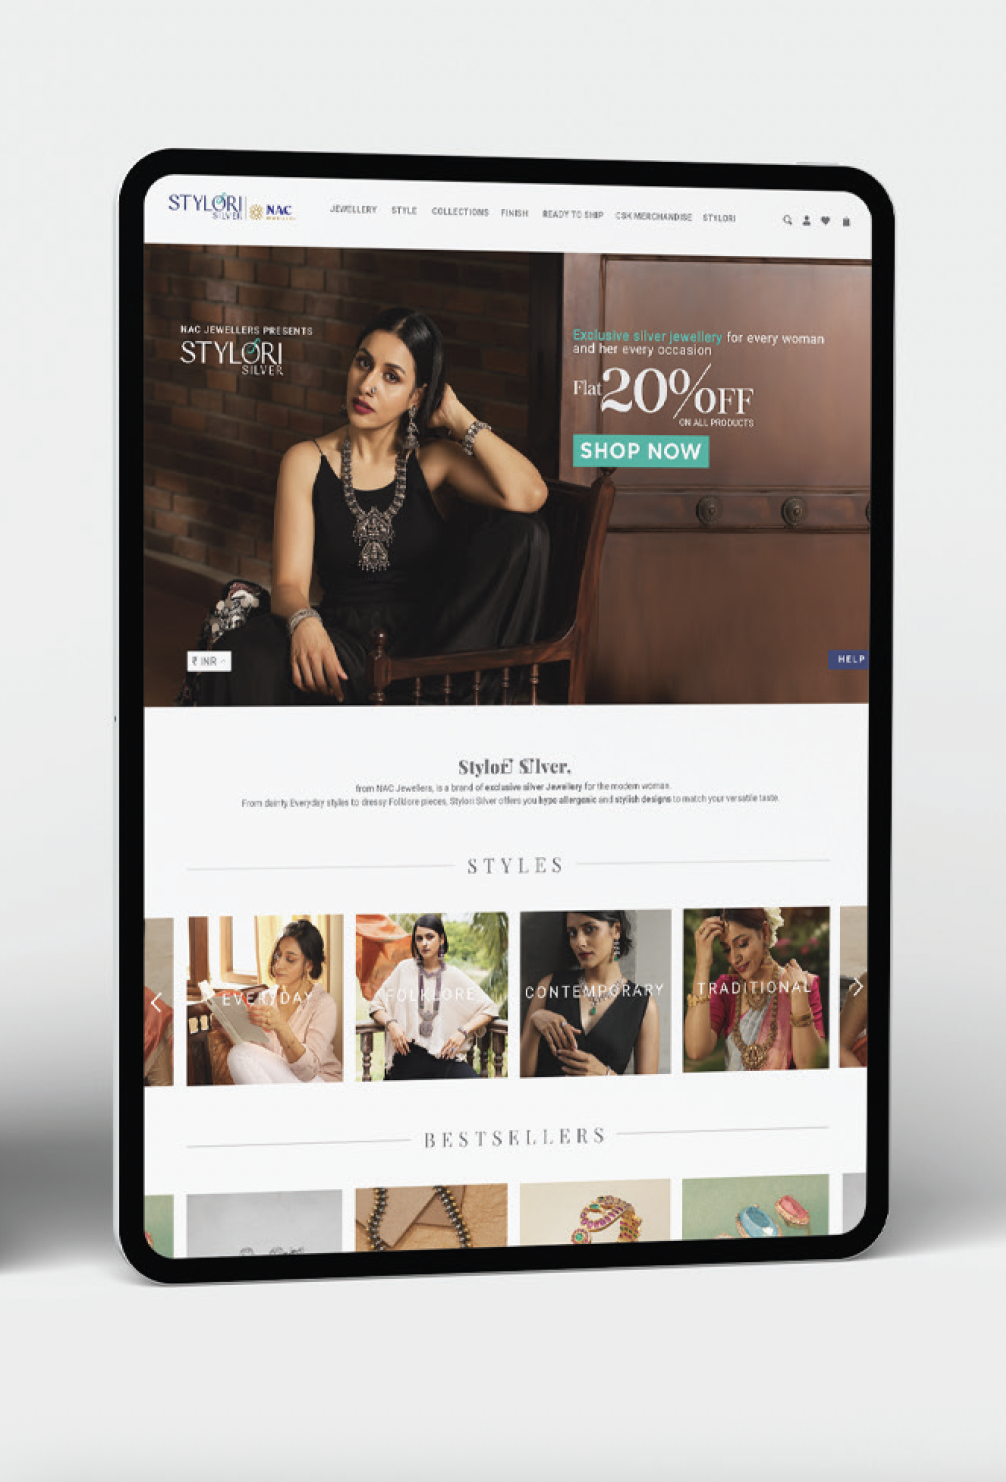 STYLORI
SILVER
NAC
JEWELLERY STYLE COLLECTIONS FINISH READY TO SHIP CSK MERCHANDISE STYLORI
NAC JEWELLERS PRESENTS
STYLORI
SILVER
Exclusive silver jewellery for every woman
and her every occasion
Flat 20% OFF
ON ALL PRODUCTS
SHOP NOW
₹ INR
HELP
Stylori Silver,
from NAC Jewellers, is a brand of exclusive silver Jewellery for the modern woman.
From dainty Everyday styles to dressy Folklore pieces, Stylori Silver offers you hypo allergenic and stylish designs to match your versatile taste.
STYLES
EVERYDAY
FOLKLORE
CONTEMPORARY
TRADITIONAL
BESTSELLERS